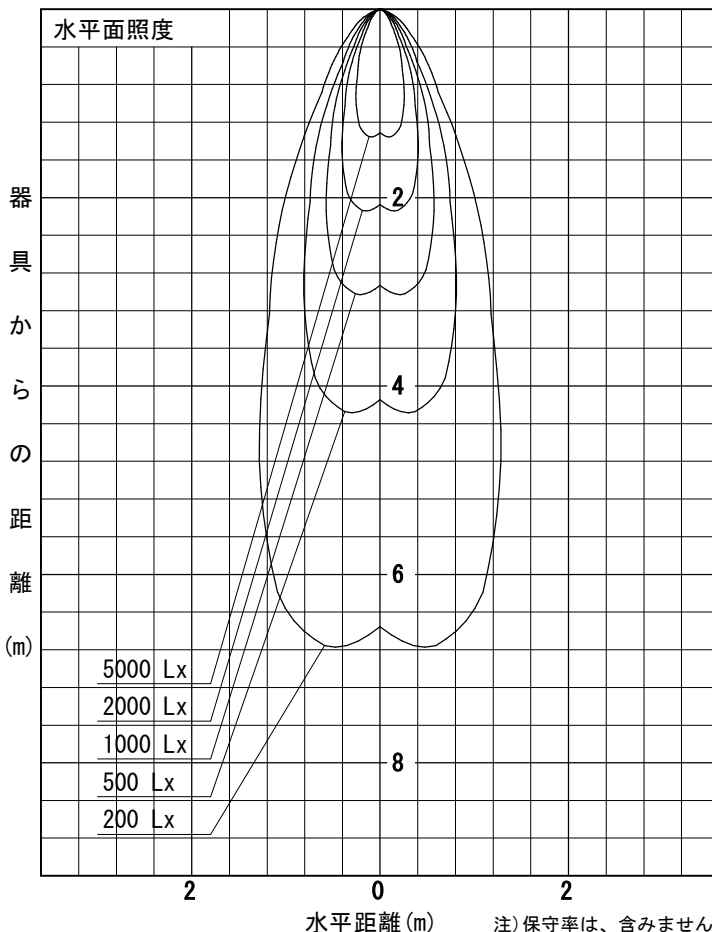 水平面照度
器具からの距離(m)
2
4
6
8
5000 Lx
2000 Lx
1000 Lx
500 Lx
200 Lx
2 0 2
水平距離(m)
注)保守率は、含みません